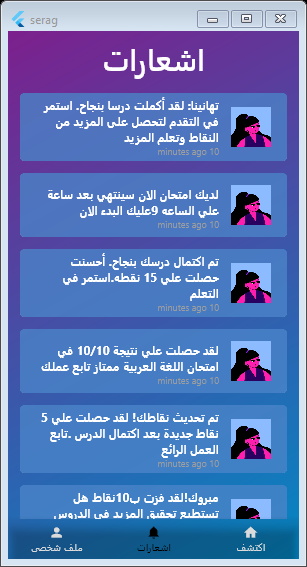 serag
اشعارات
تهانينا: لقد أكملت درسا بنجاح. استمر
في التقدم لتحصل علي المزيد من
النقاط وتعلم المزيد
10 minutes ago
لديك امتحان الان سينتهي بعد ساعة
علي الساعه 9عليك البدء الان
10 minutes ago
تم اكتمال درسك بنجاح. أحسنت
حصلت علي 15 نقطه.استمر في
التعلم
10 minutes ago
لقد حصلت علي نتيجة 10/10 في
امتحان اللغة العربية ممتاز تابع عملك
10 minutes ago
تم تحديث نقاطك! لقد حصلت علي 5
نقاط جديدة بعد اكتمال الدرس .تابع
العمل الرائع
10 minutes ago
مبروك!لقد فزت ب10نقاط هل
تستطيع تحقيق المزيد في الدروس
اكتشف
اشعارات
ملف شخصى